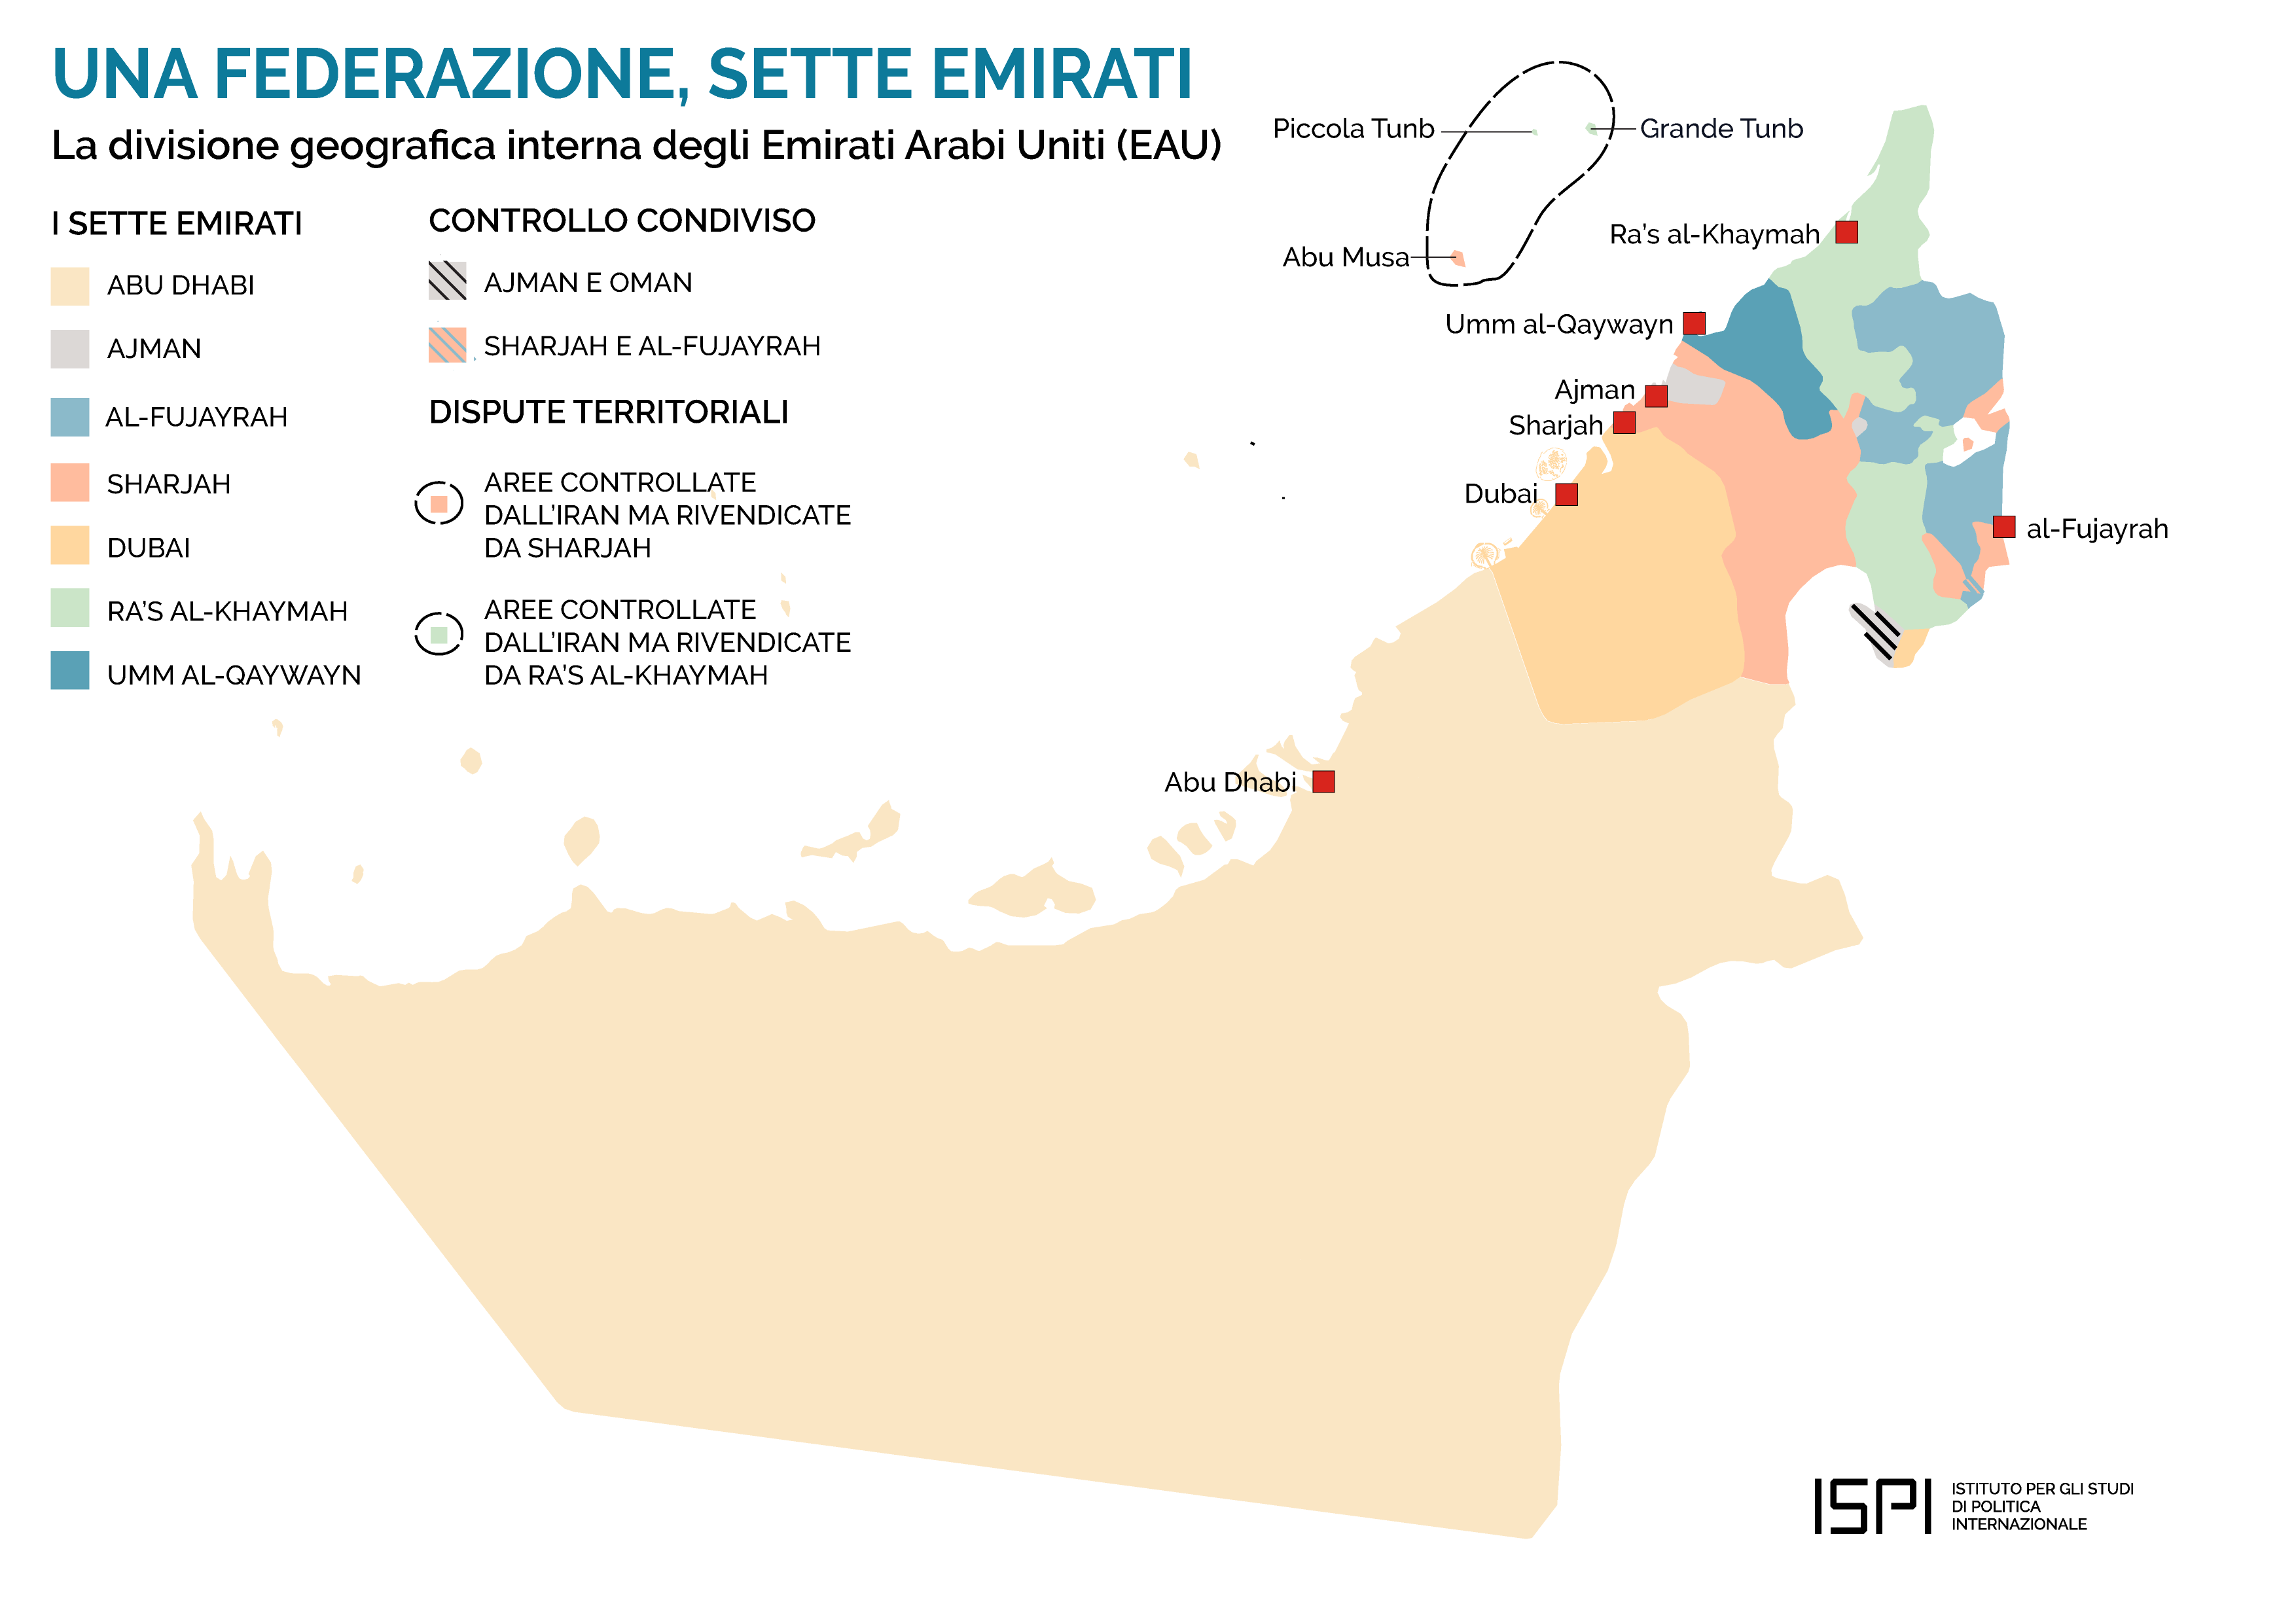 UNA FEDERAZIONE, SETTE EMIRATI
La divisione geografica interna degli Emirati Arabi Uniti (EAU)
I SETTE EMIRATI
ABU DHABI
AJMAN
AL-FUJAYRAH
SHARJAH
DUBAI
RA'S AL-KHAYMAH
UMM AL-QAYWAYN
CONTROLLO CONDIVISO
AJMAN E OMAN
SHARJAH E AL-FUJAYRAH
DISPUTE TERRITORIALI
AREE CONTROLLATE
DALL'IRAN MA RIVENDICATE
DA SHARJAH
AREE CONTROLLATE
DALL'IRAN MA RIVENDICATE
DA RA'S AL-KHAYMAH
Piccola Tunb
Grande Tunb
Abu Musa
Ra's al-Khaymah
Umm al-Qaywayn
Ajman
Sharjah
Dubai
al-Fujayrah
Abu Dhabi
ISPI
ISTITUTO PER GLI STUDI
DI POLITICA
INTERNAZIONALE